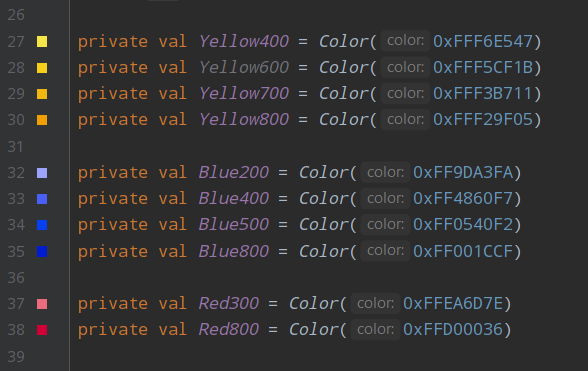 26
27 private val Yellow400 = Color( color: 0xFFF6E547)
28 private val Yellow600 = Color( color: 0xFFF5CF1B)
29 private val Yellow700 = Color( color: 0xFFF3B711)
30 private val Yellow800 = Color( color: 0xFFF29F05)
31
32 private val Blue200 = Color( color: 0xFF9DA3FA)
33 private val Blue400 = Color( color: 0xFF4860F7)
34 private val Blue500 = Color( color: 0xFF0540F2)
35 private val Blue800 = Color( color: 0xFF001CCF)
36
37 private val Red300 = Color( color: 0xFFEA6D7E)
38 private val Red800 = Color( color: 0xFFD00036)
39